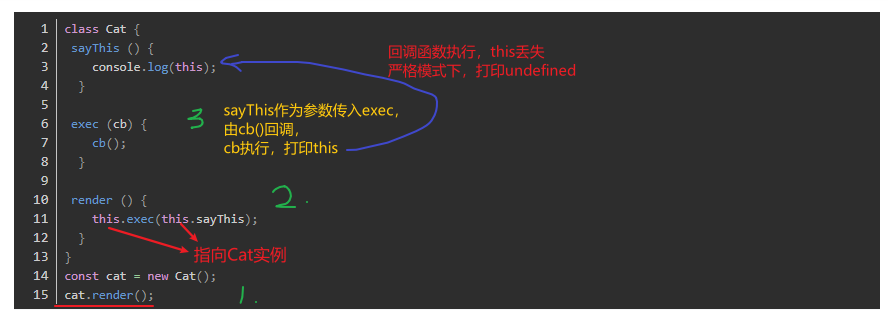 1 class Cat {
2 sayThis () {
3 console.log(this);
4 }
5
6 exec (cb) {
7 cb();
8 }
9
10 render () {
11 this.exec(this.sayThis);
12 }
13 }
14 const cat = new Cat();
15 cat.render();
回调函数执行，this丢失
严格模式下，打印undefined
3
sayThis作为参数传入exec，
由cb()回调，
cb执行，打印this
2.
指向Cat实例
1.